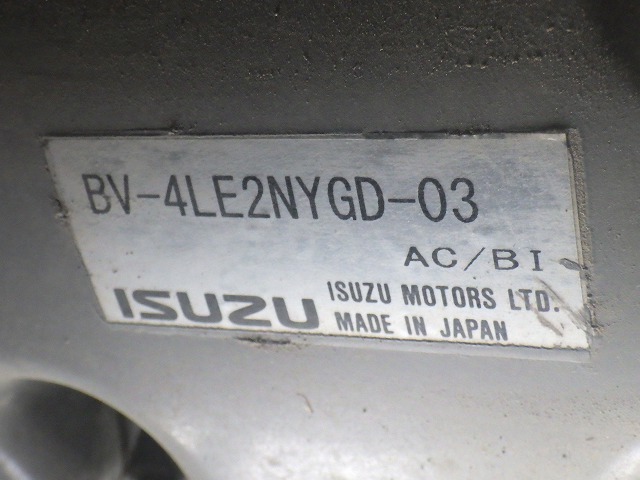 BV-4LE2NYGD-03
AC/BI
ISUZU ISUZU MOTORS LTD.
MADE IN JAPAN